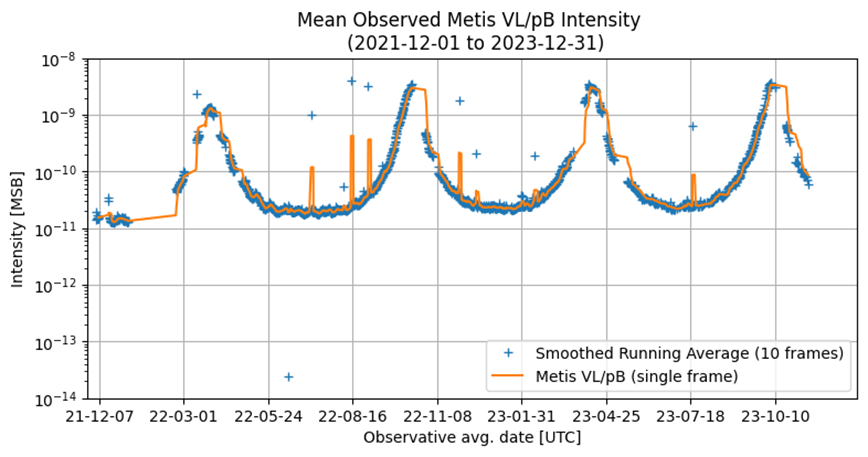 Mean Observed Metis VL/pB Intensity
(2021-12-01 to 2023-12-31)
Intensity [MSB]
10⁻⁸
10⁻⁹
10⁻¹⁰
10⁻¹¹
10⁻¹²
10⁻¹³
10⁻¹⁴
Smoothed Running Average (10 frames)
Metis VL/pB (single frame)
21-12-07 22-03-01 22-05-24 22-08-16 22-11-08 23-01-31 23-04-25 23-07-18 23-10-10
Observative avg. date [UTC]